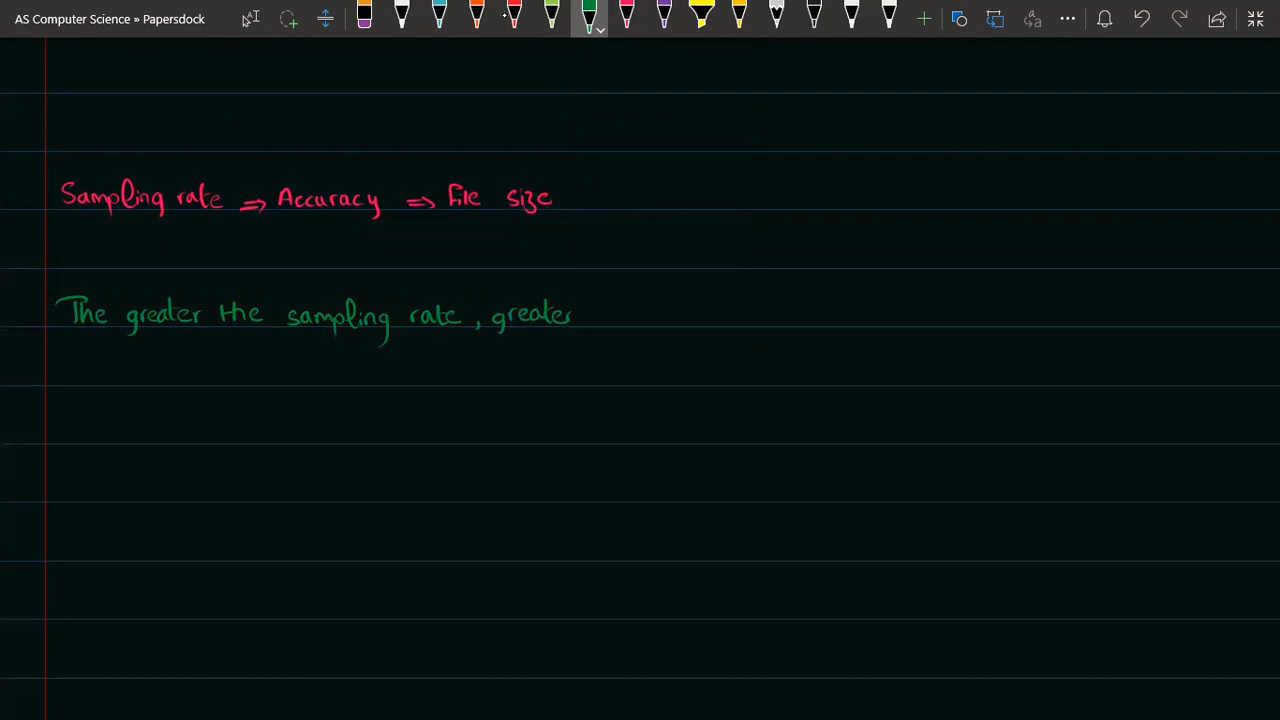 AS Computer Science » Papersdock
Sampling rate ⇒ Accuracy ⇒ File size
The greater the sampling rate, greater